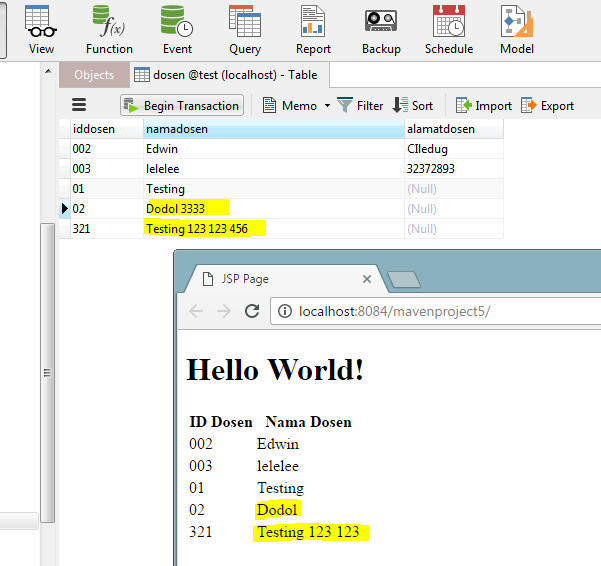 View Function Event Query Report Backup Schedule Model
Objects dosen @test (localhost) - Table
Begin Transaction Memo Filter Sort Import Export
iddosen namadosen alamatdosen
002 Edwin CIledug
003 lelelee 32372893
01 Testing (Null)
02 Dodol 3333 (Null)
321 Testing 123 123 456 (Null)
JSP Page
localhost:8084/mavenproject5/
Hello World!
ID Dosen Nama Dosen
002 Edwin
003 lelelee
01 Testing
02 Dodol
321 Testing 123 123